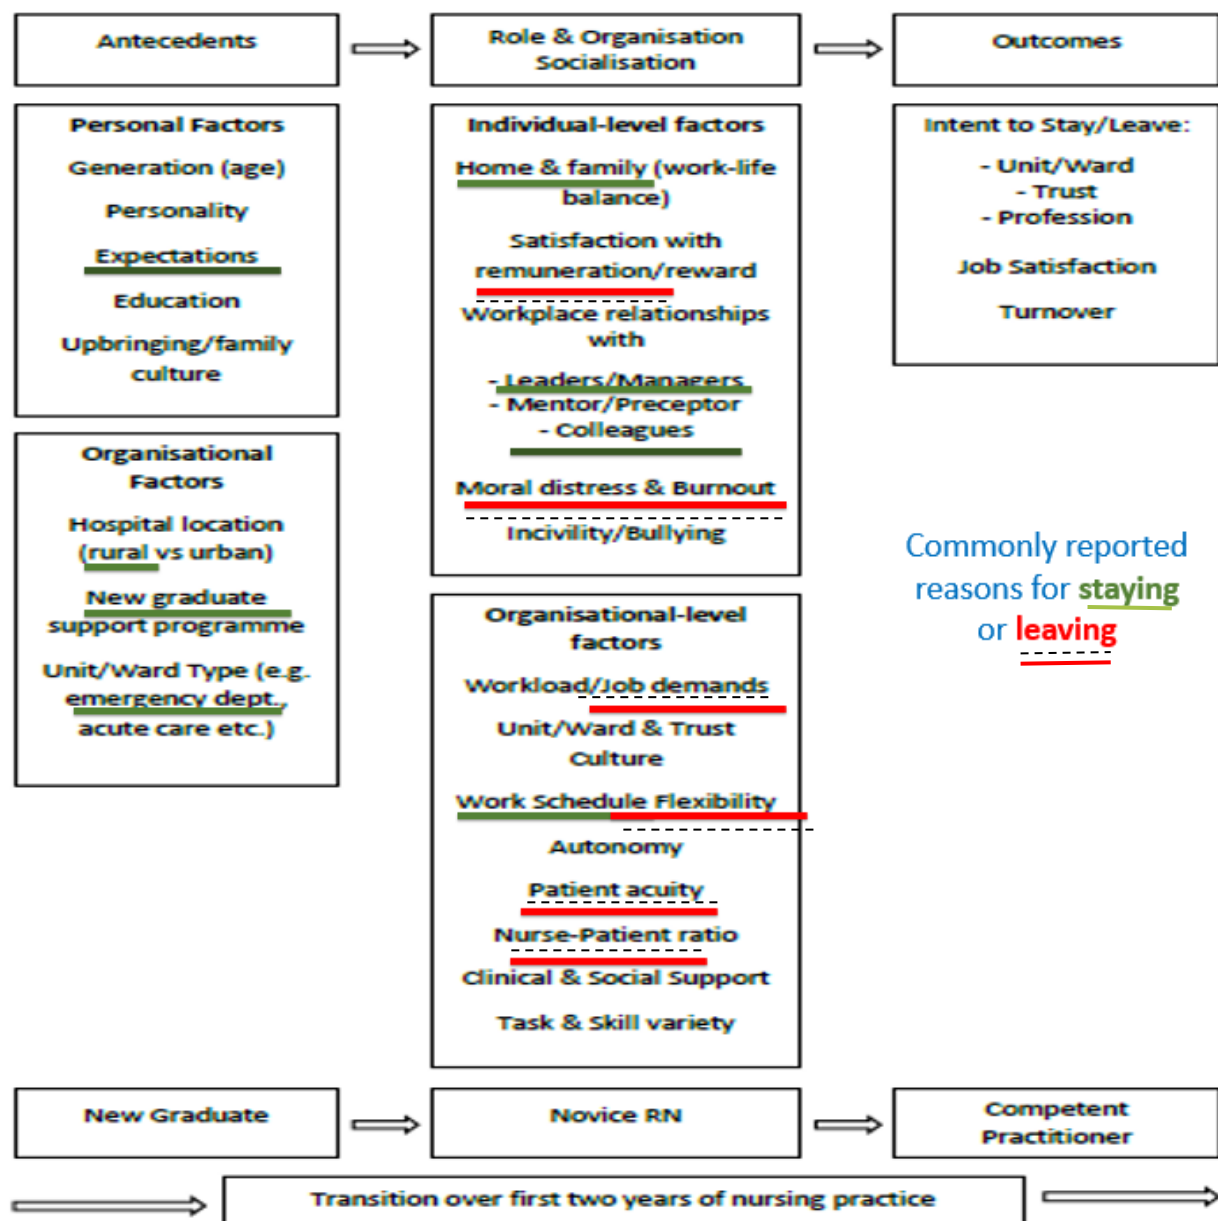 Antecedents
Role & Organisation
Socialisation
Outcomes
Personal Factors
Generation (age)
Personality
Expectations
Education
Upbringing/family
culture
Organisational
Factors
Hospital location
(rural vs urban)
New graduate
support programme
Unit/Ward Type (e.g.
emergency dept.,
acute care etc.)
Individual-level factors
Home & family (work-life
balance)
Satisfaction with
remuneration/reward
Workplace relationships
with
- Leaders/Managers
- Mentor/Preceptor
- Colleagues
Moral distress & Burnout
Incivility/Bullying
Organisational-level
factors
Workload/Job demands
Unit/Ward & Trust
Culture
Work Schedule Flexibility
Autonomy
Patient acuity
Nurse-Patient ratio
Clinical & Social Support
Task & Skill variety
Intent to Stay/Leave:
- Unit/Ward
- Trust
- Profession
Job Satisfaction
Turnover
Commonly reported
reasons for staying
or leaving
New Graduate
Novice RN
Competent
Practitioner
Transition over first two years of nursing practice